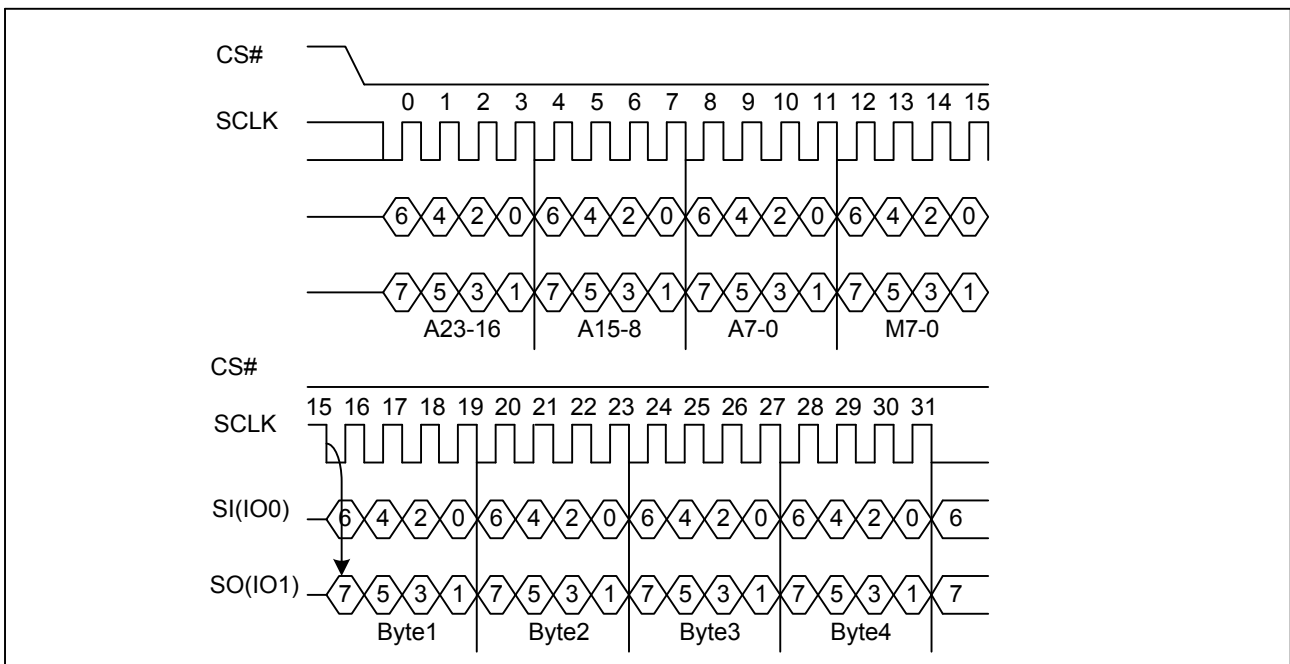 CS#
0 1 2 3 4 5 6 7 8 9 10 11 12 13 14 15
SCLK
6 4 2 0 6 4 2 0 6 4 2 0 6 4 2 0
7 5 3 1 7 5 3 1 7 5 3 1 7 5 3 1
A23-16 A15-8 A7-0 M7-0
CS#
15 16 17 18 19 20 21 22 23 24 25 26 27 28 29 30 31
SCLK
SI(IO0) 6 4 2 0 6 4 2 0 6 4 2 0 6 4 2 0 6
SO(IO1) 7 5 3 1 7 5 3 1 7 5 3 1 7 5 3 1 7
Byte1 Byte2 Byte3 Byte4